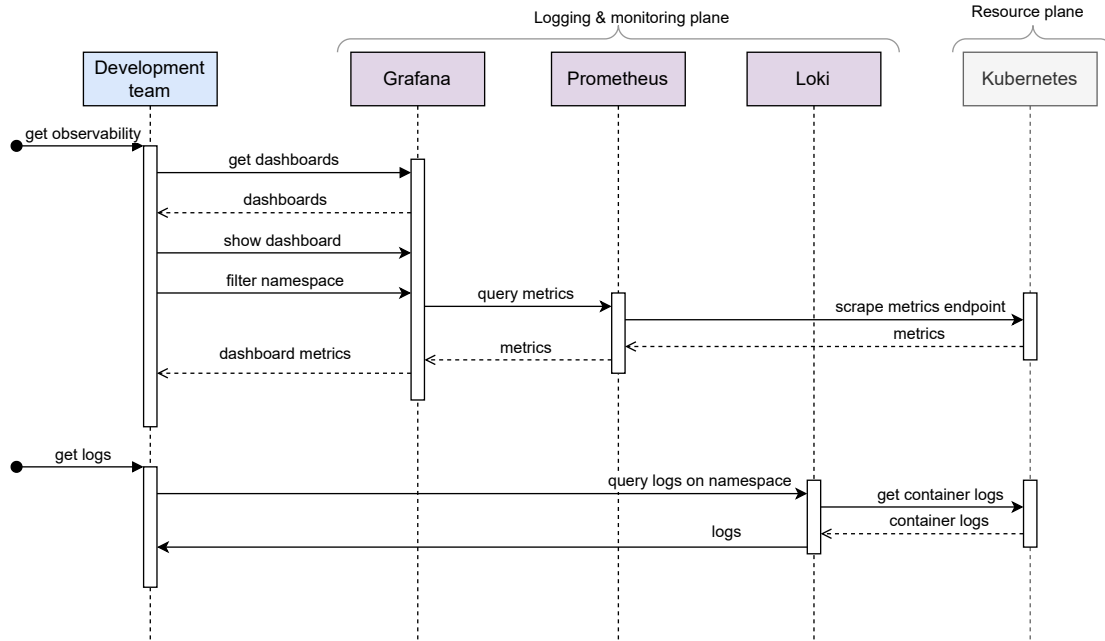 Logging & monitoring plane
Resource plane
Development
team
Grafana
Prometheus
Loki
Kubernetes
get observability
get dashboards
dashboards
show dashboard
filter namespace
query metrics
scrape metrics endpoint
metrics
metrics
dashboard metrics
get logs
query logs on namespace
get container logs
container logs
logs